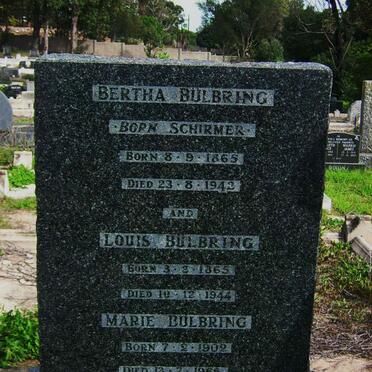 BERTHA BULBRING
BORN SCHIRMER
BORN 8-9-1865
DIED 23-8-1942
AND
LOUIS BULBRING
BORN 3-2-1865
DIED 10-12-1944
MARIE BULBRING
BORN 7-2-1902
DIED